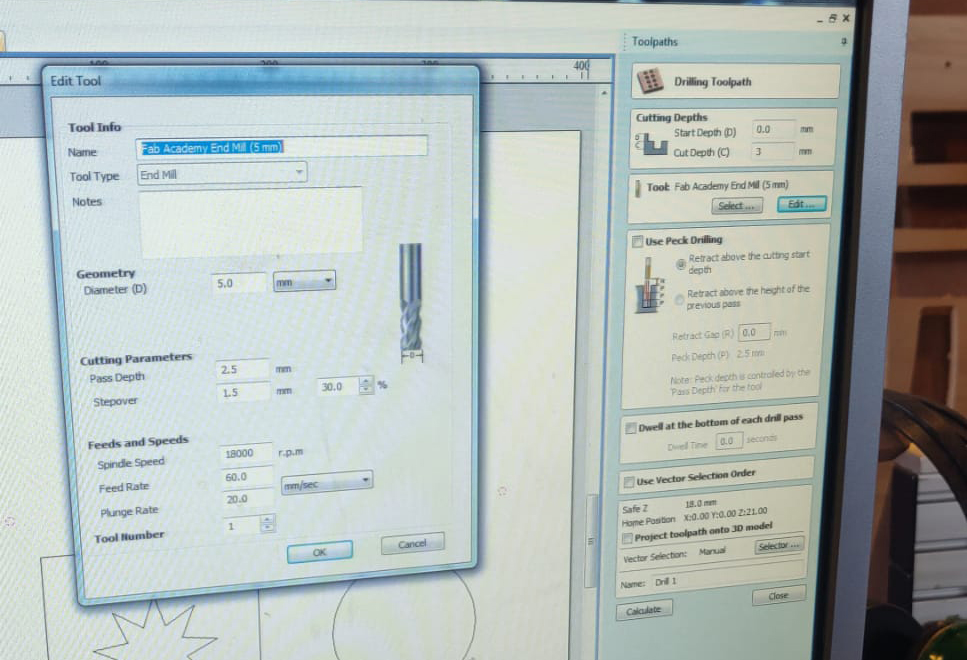 Toolpaths
100 200 300 400
Edit Tool
Tool Info
Name Fab Academy End Mill (5 mm)
Tool Type End Mill
Notes
Geometry
Diameter (D) 5.0 mm
D
Cutting Parameters
Pass Depth 2.5 mm
Stepover 1.5 mm 30.0 %
Feeds and Speeds
Spindle Speed 18000 r.p.m
Feed Rate 60.0 mm/sec
Plunge Rate 20.0
Tool Number 1
OK Cancel
Drilling Toolpath
Cutting Depths
Start Depth (D) 0.0 mm
Cut Depth (C) 3 mm
Tool: Fab Academy End Mill (5 mm)
Select ... Edit ...
Use Peck Drilling
Retract above the cutting start
depth
Retract above the height of the
previous pass
Retract Gap (R) 0.0 mm
Peck Depth (P) 2.5 mm
Note: Peck depth is controlled by the
'Pass Depth' for the tool
Dwell at the bottom of each drill pass
Dwell Time 0.0 seconds
Use Vector Selection Order
Safe Z 18.0 mm
Home Position X:0.00 Y:0.00 Z:21.00
Project toolpath onto 3D model
Vector Selection: Manual Selector ...
Name: Drill 1
Calculate Close